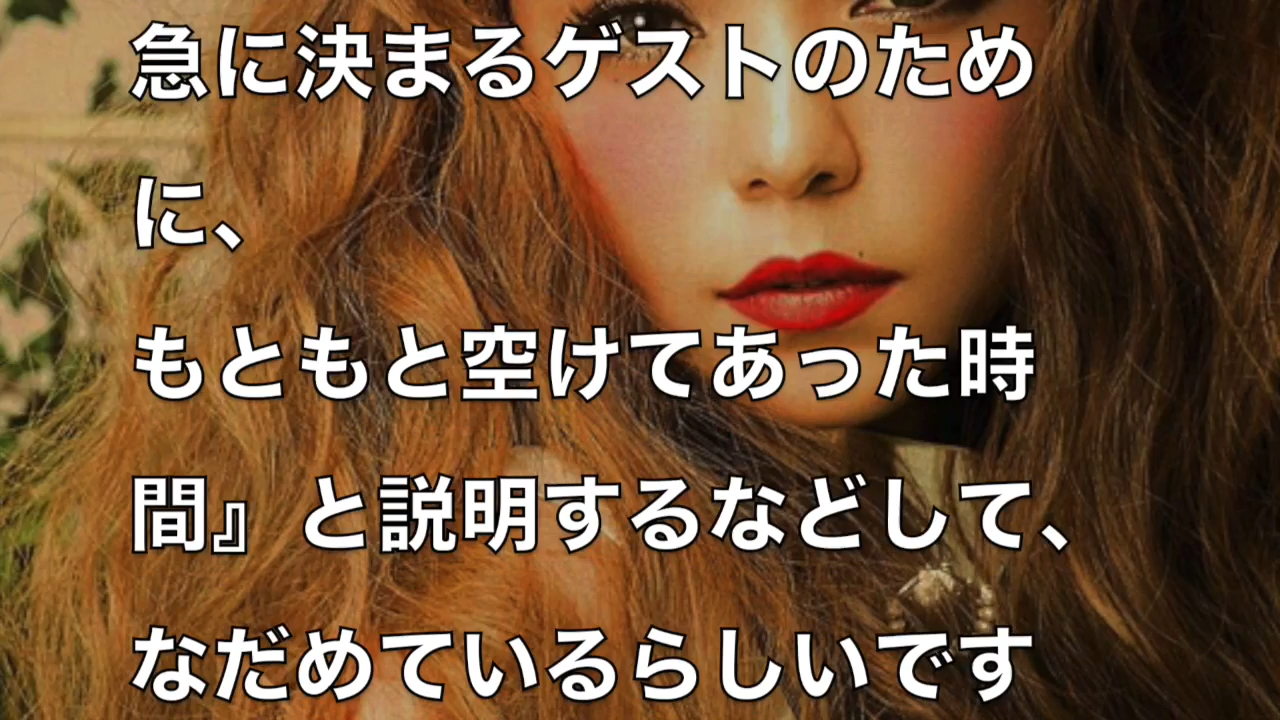 急に決まるゲストのため
に、
もともと空けてあった時
間』と説明するなどして、
なだめているらしいです